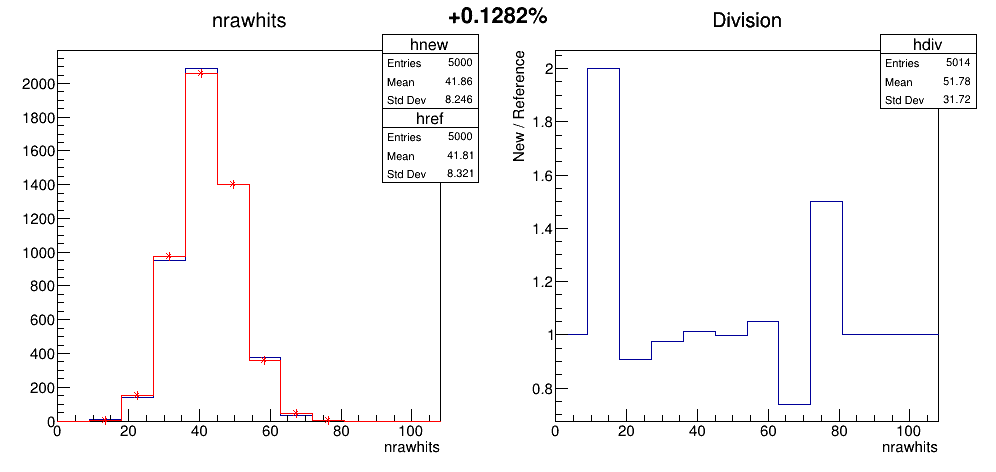 +0.1282%
nrawhits
hnew
Entries 5000
Mean 41.86
Std Dev 8.246
href
Entries 5000
Mean 41.81
Std Dev 8.321
2000
1800
1600
1400
1200
1000
800
600
400
200
0
0 20 40 60 80 100
nrawhits
Division
hdiv
Entries 5014
Mean 51.78
Std Dev 31.72
New / Reference
2
1.8
1.6
1.4
1.2
1
0.8
0 20 40 60 80 100
nrawhits